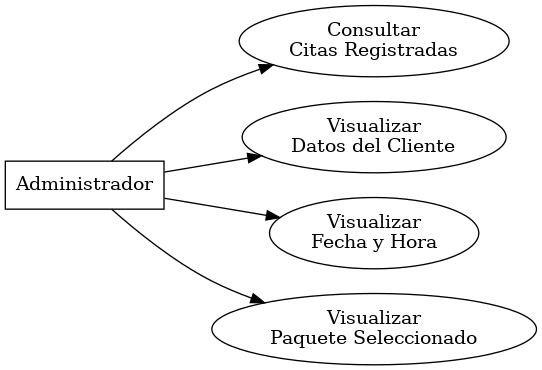 Consultar
Citas Registradas
Visualizar
Datos del Cliente
Administrador
Visualizar
Fecha y Hora
Visualizar
Paquete Seleccionado